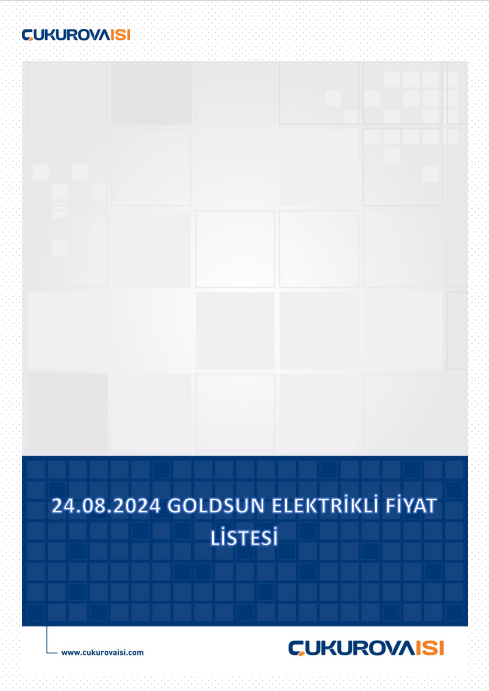 ÇUKUROVAISI
24.08.2024 GOLDSUN ELEKTRİKLİ FİYAT
LİSTESİ
www.cukurovaisi.com
ÇUKUROVAISI